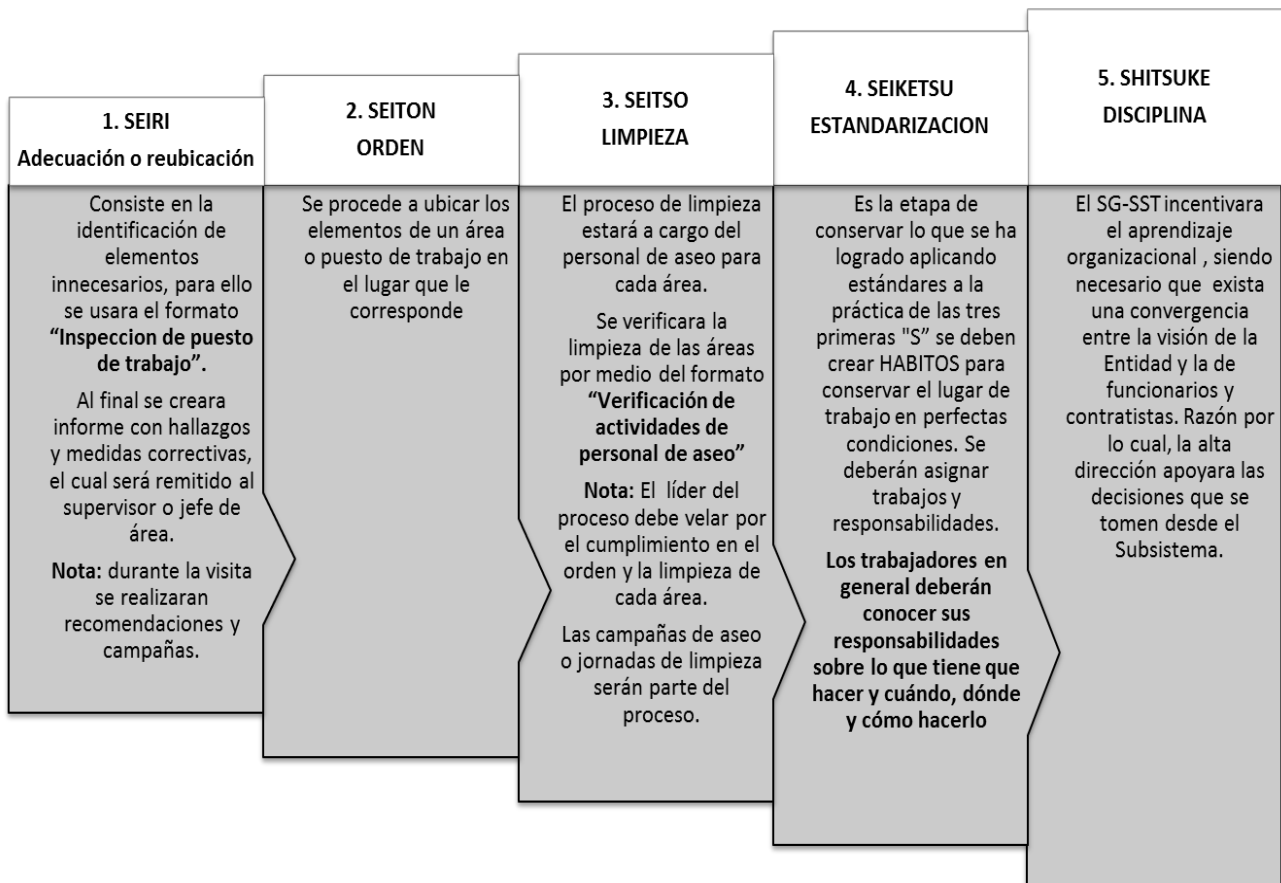 1. SEIRI
Adecuación o reubicación
Consiste en la
identificación de
elementos
innecesarios, para ello
se usara el formato
“Inspeccion de puesto
de trabajo”.
Al final se creara
informe con hallazgos
y medidas correctivas,
el cual será remitido al
supervisor o jefe de
área.
Nota: durante la visita
se realizaran
recomendaciones y
campañas.
2. SEITON
ORDEN
Se procede a ubicar los
elementos de un área
o puesto de trabajo en
el lugar que le
corresponde
3. SEITSO
LIMPIEZA
El proceso de limpieza
estará a cargo del
personal de aseo para
cada área.
Se verificara la
limpieza de las áreas
por medio del formato
“Verificación de
actividades de
personal de aseo”
Nota: El líder del
proceso debe velar por
el cumplimiento en el
orden y la limpieza de
cada área.
Las campañas de aseo
o jornadas de limpieza
serán parte del
proceso.
4. SEIKETSU
ESTANDARIZACION
Es la etapa de
conservar lo que se ha
logrado aplicando
estándares a la
práctica de las tres
primeras "S” se deben
crear HABITOS para
conservar el lugar de
trabajo en perfectas
condiciones. Se
deberán asignar
trabajos y
responsabilidades.
Los trabajadores en
general deberán
conocer sus
responsabilidades
sobre lo que tiene que
hacer y cuándo, dónde
y cómo hacerlo
5. SHITSUKE
DISCIPLINA
El SG-SST incentivara
el aprendizaje
organizacional , siendo
necesario que exista
una convergencia
entre la visión de la
Entidad y la de
funcionarios y
contratistas. Razón por
lo cual, la alta
dirección apoyara las
decisiones que se
tomen desde el
Subsistema.